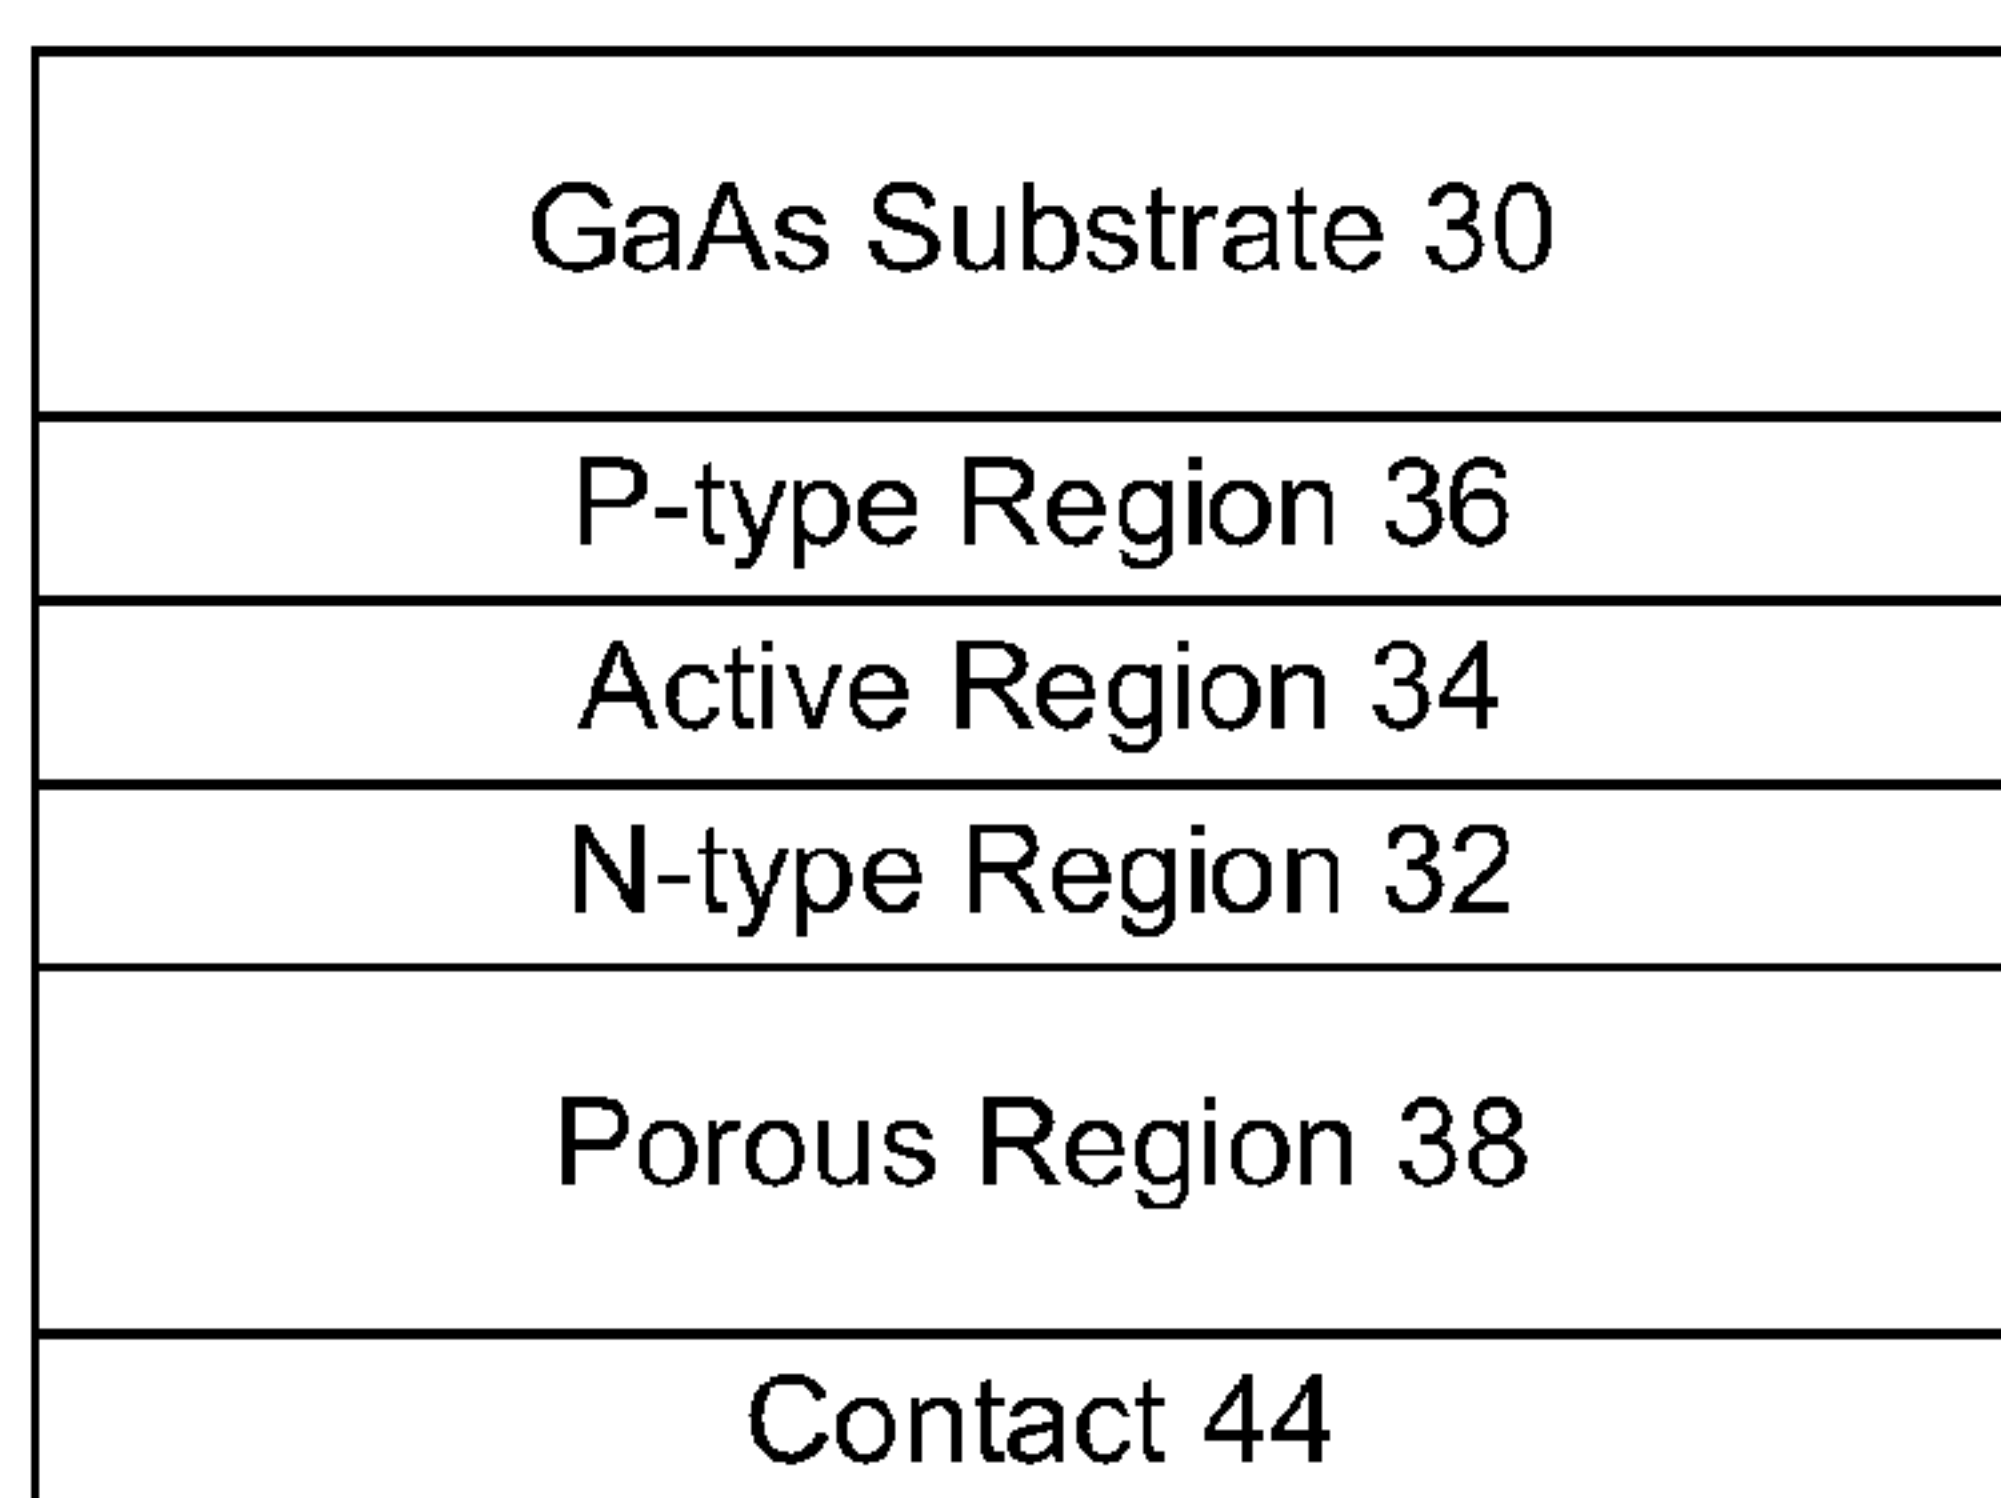 GaAs Substrate 30
P-type Region 36
Active Region 34
N-type Region 32
Porous Region 38
Contact 44